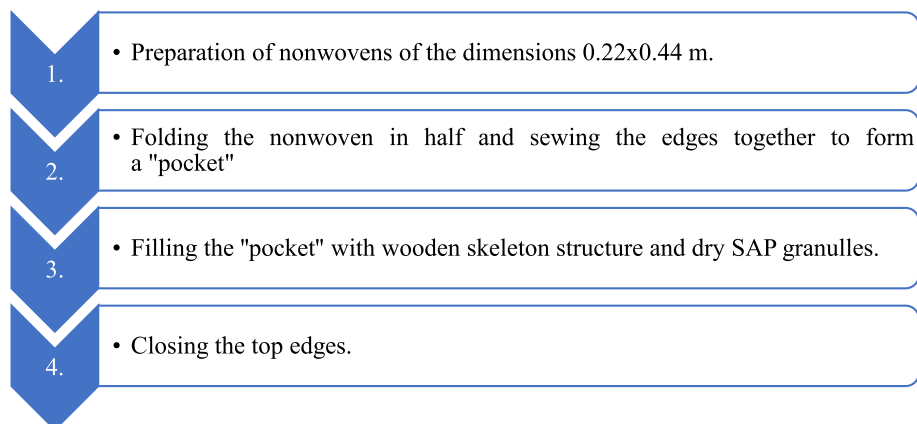 1.
• Preparation of nonwovens of the dimensions 0.22x0.44 m.
2.
• Folding the nonwoven in half and sewing the edges together to form
a "pocket"
3.
• Filling the "pocket" with wooden skeleton structure and dry SAP granulles.
4.
• Closing the top edges.